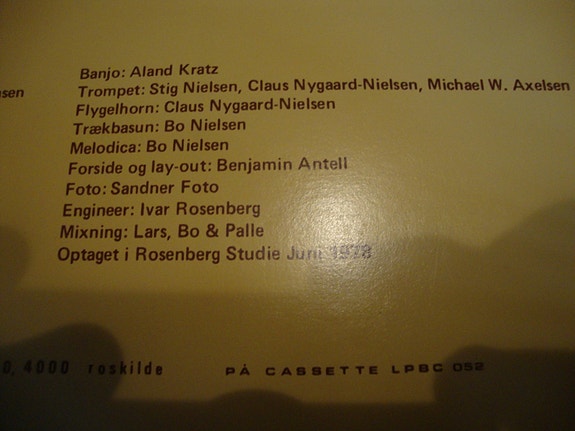 Banjo: Aland Kratz
Trompet: Stig Nielsen, Claus Nygaard-Nielsen, Michael W. Axelsen
Flygelhorn: Claus Nygaard-Nielsen
Trækbasun: Bo Nielsen
Melodica: Bo Nielsen
Forside og lay-out: Benjamin Antell
Foto: Sandner Foto
Engineer: Ivar Rosenberg
Mixning: Lars, Bo & Palle
Optaget i Rosenberg Studie Juni 1978
0, 4000 roskilde
PÅ CASSETTE LPBC 052